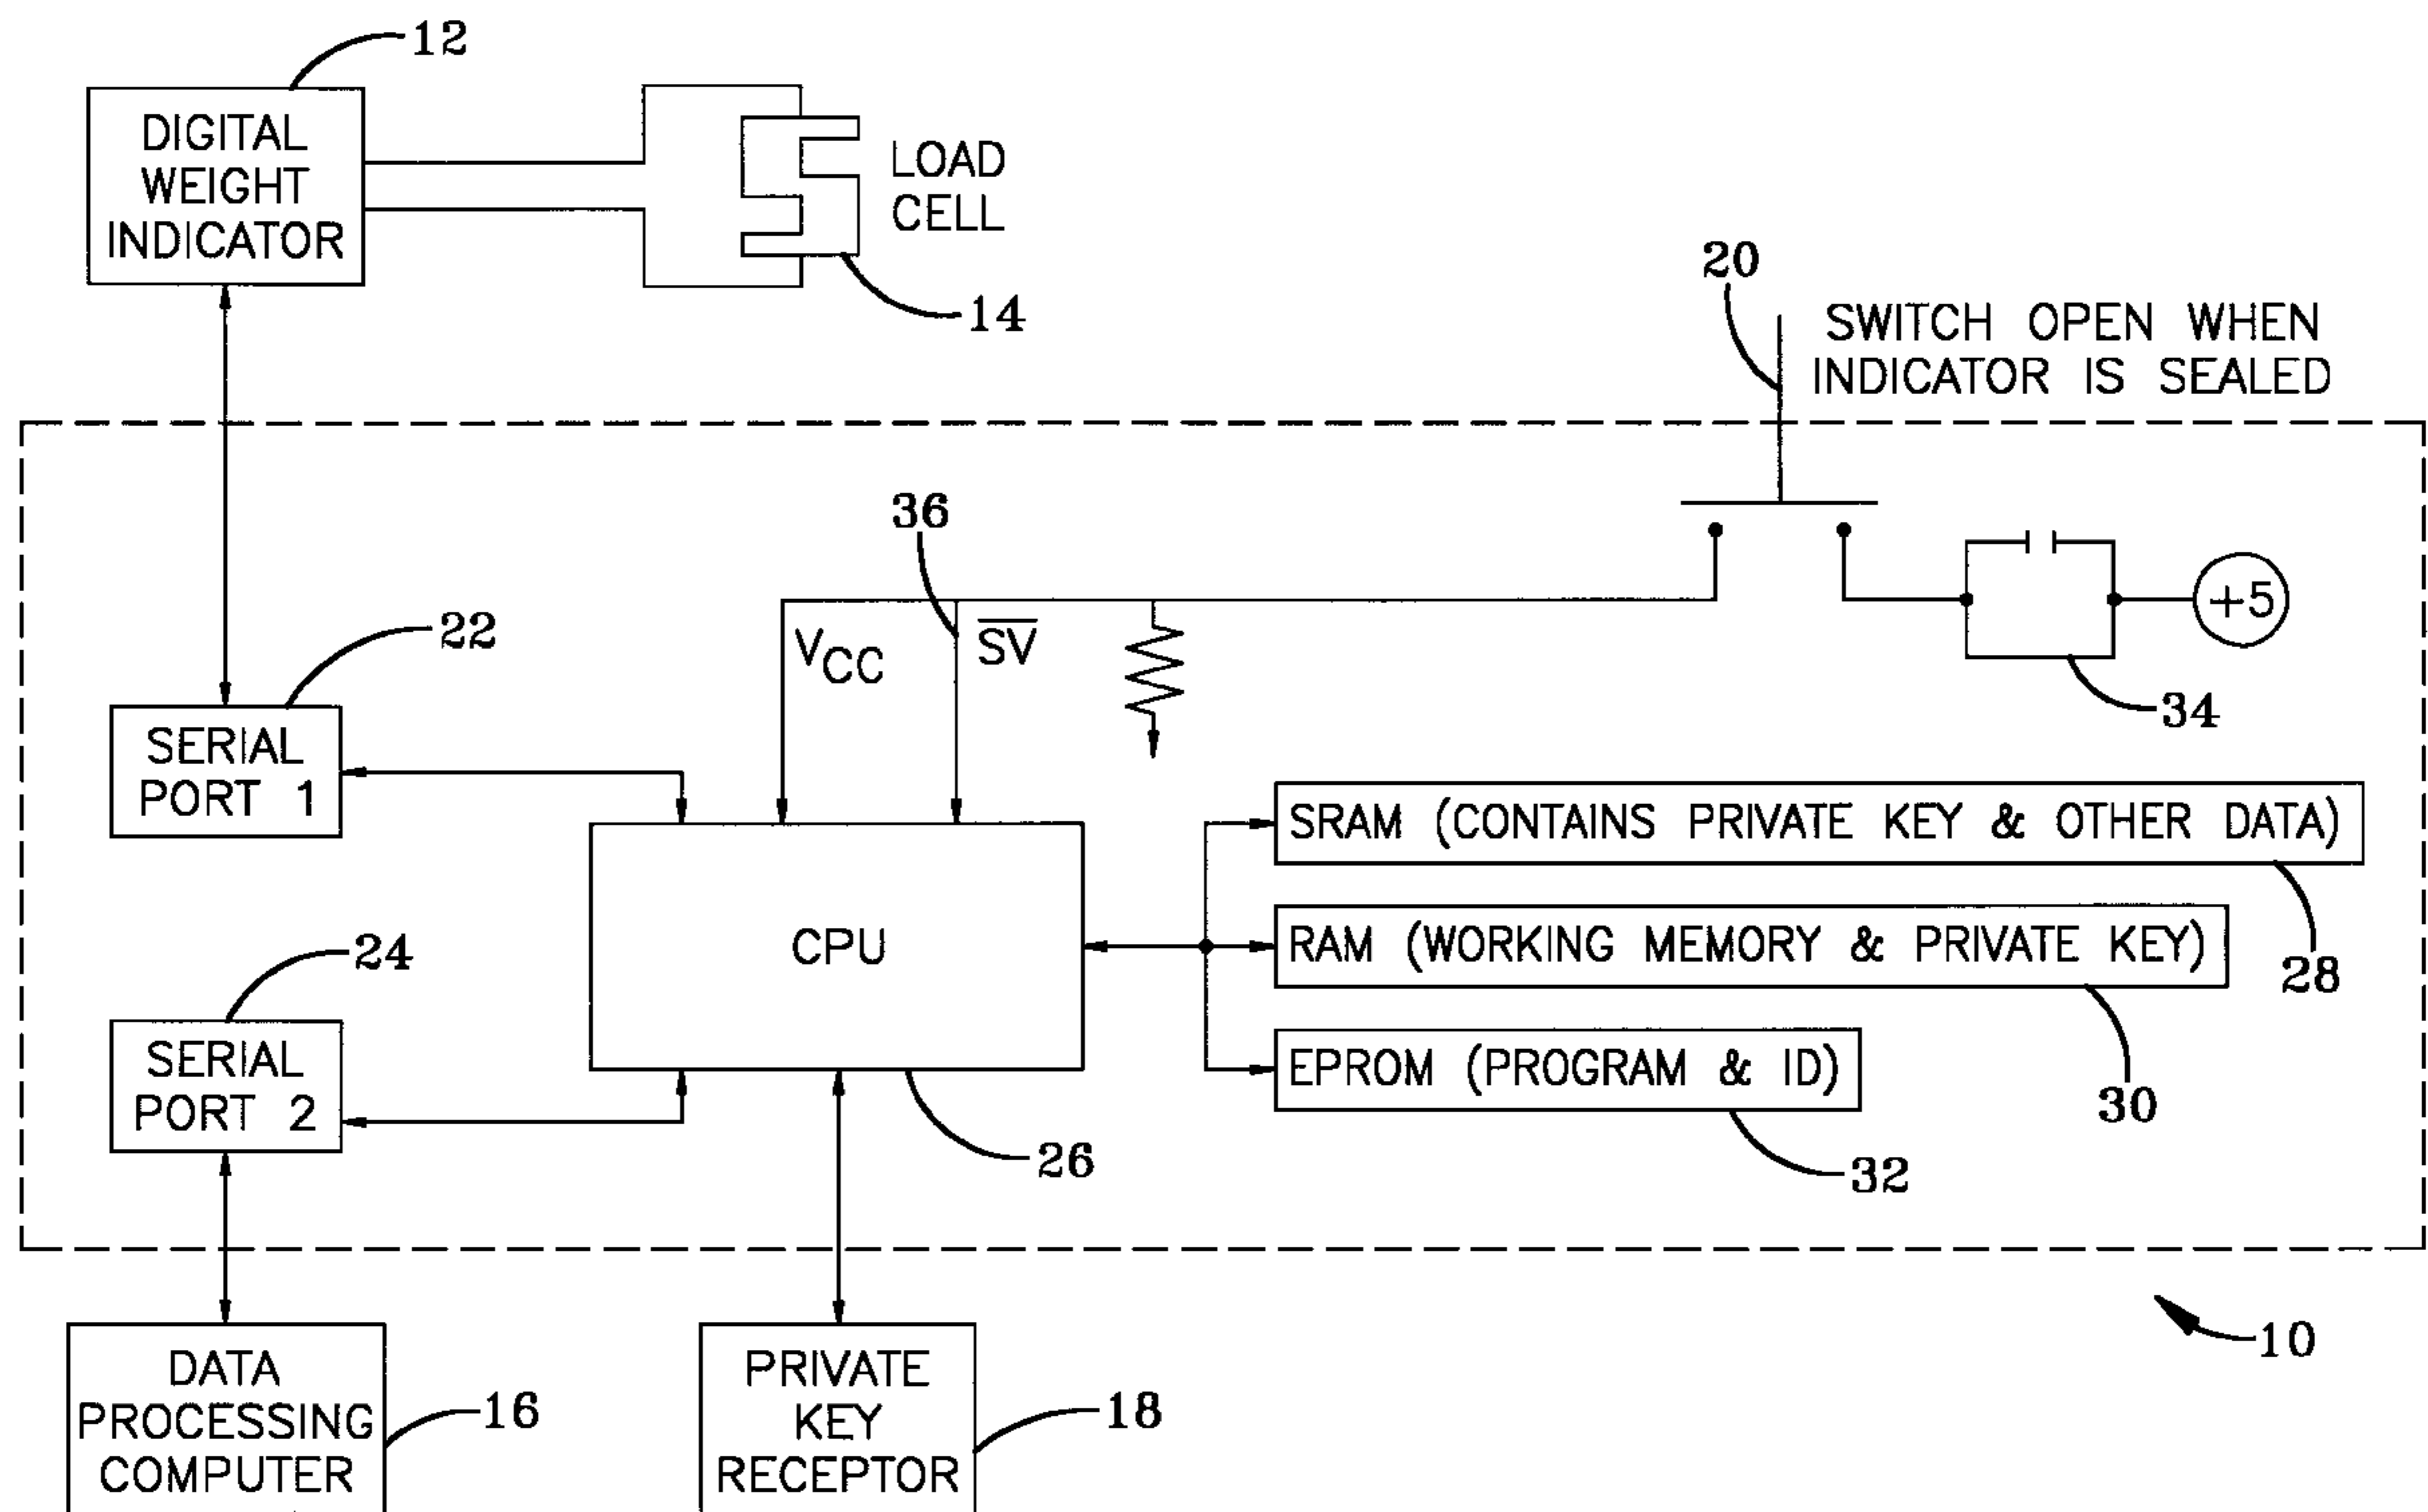 12
DIGITAL
WEIGHT
INDICATOR
LOAD
CELL
14
20
SWITCH OPEN WHEN
INDICATOR IS SEALED
36
V_CC
S̅V̅
+5
34
22
SERIAL
PORT 1
SRAM (CONTAINS PRIVATE KEY & OTHER DATA)
28
CPU
RAM (WORKING MEMORY & PRIVATE KEY)
30
24
SERIAL
PORT 2
EPROM (PROGRAM & ID)
32
26
10
DATA
PROCESSING
COMPUTER
16
PRIVATE
KEY
RECEPTOR
18